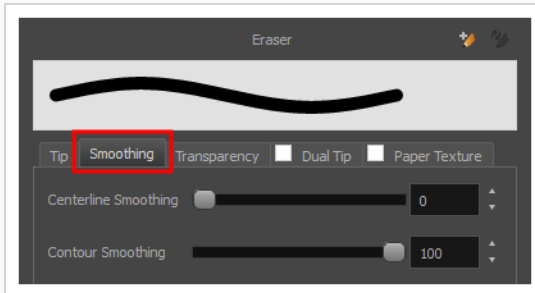 Eraser
Tip Smoothing Transparency Dual Tip Paper Texture
Centerline Smoothing 0
Contour Smoothing 100